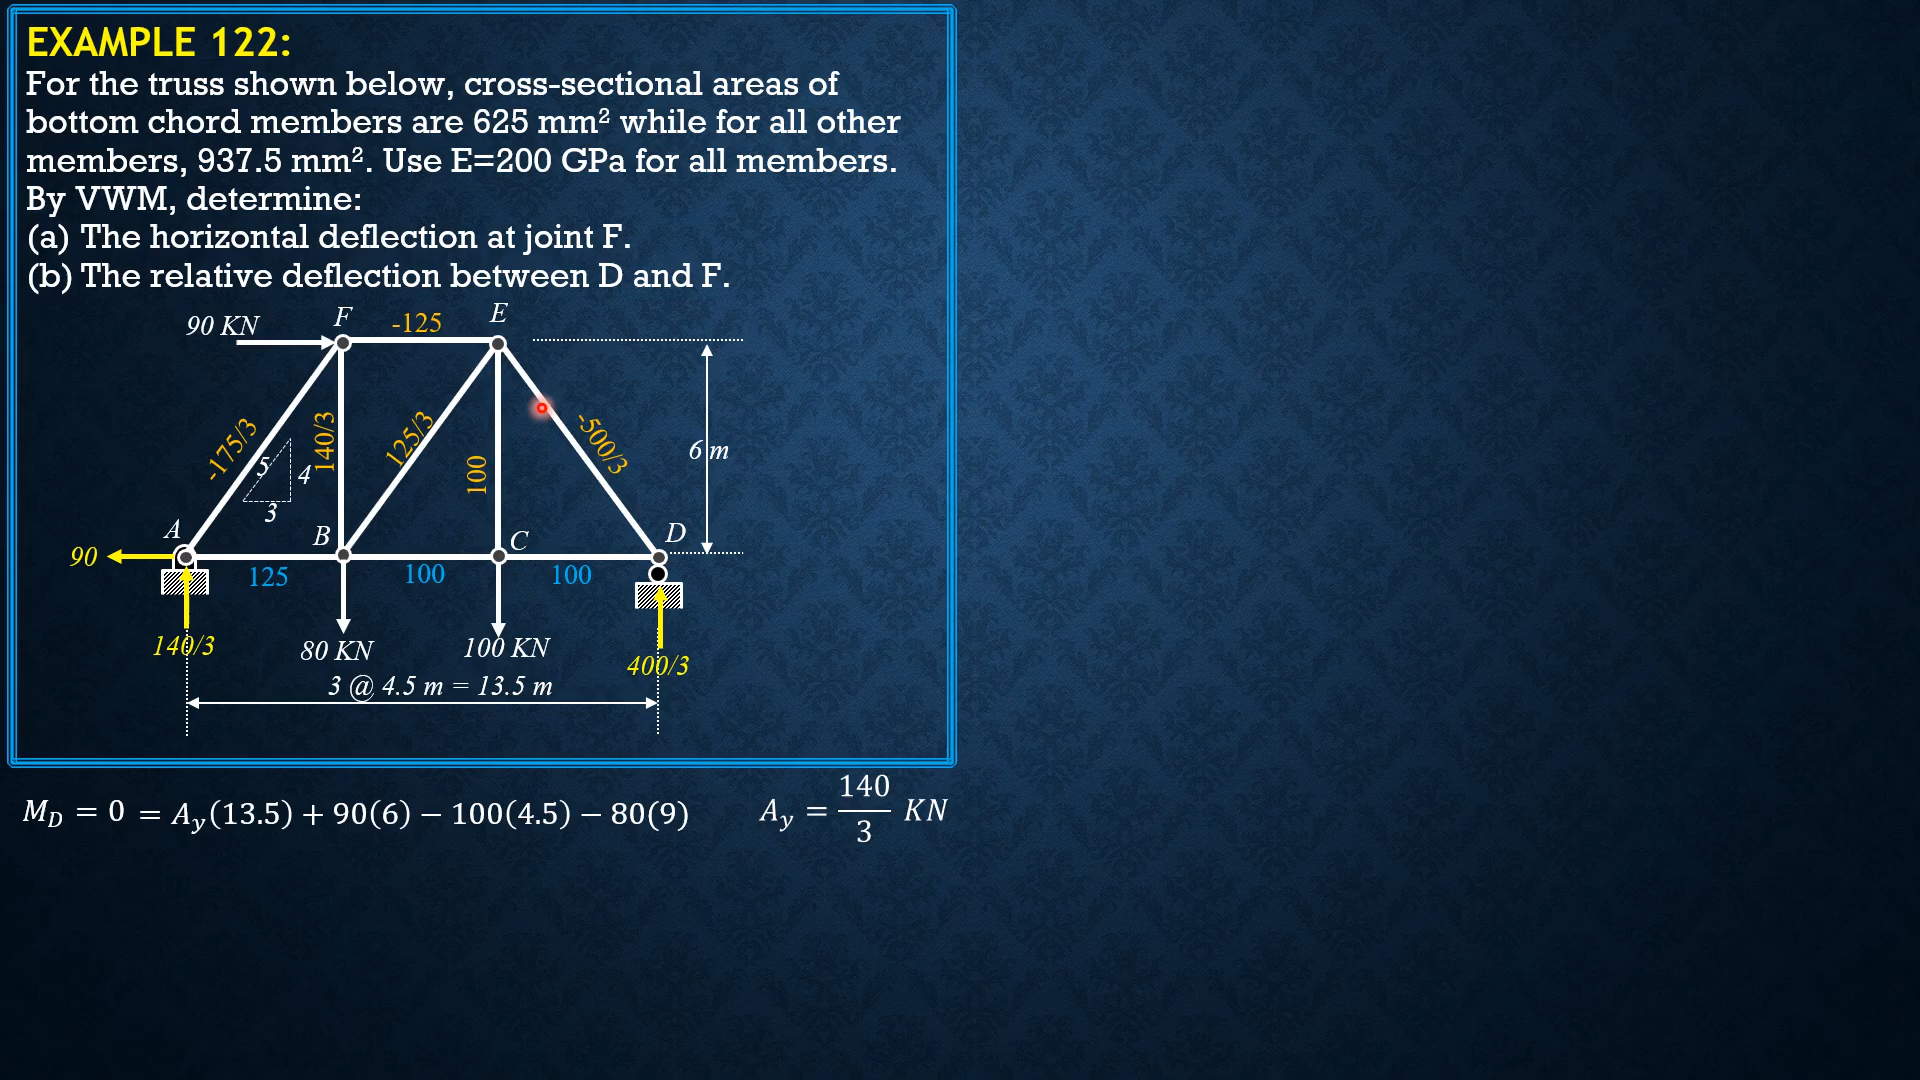 EXAMPLE 122:
For the truss shown below, cross-sectional areas of
bottom chord members are 625 mm² while for all other
members, 937.5 mm². Use E=200 GPa for all members.
By VWM, determine:
(a) The horizontal deflection at joint F.
(b) The relative deflection between D and F.
90 KN
F
-125
E
-175/3
5
4
3
140/3
125/3
100
-500/3
6 m
A
B
C
D
90
125
100
100
140/3
80 KN
100 KN
400/3
3 @ 4.5 m = 13.5 m
M_D = 0 = A_y(13.5) + 90(6) − 100(4.5) − 80(9)
A_y = 140/3 KN